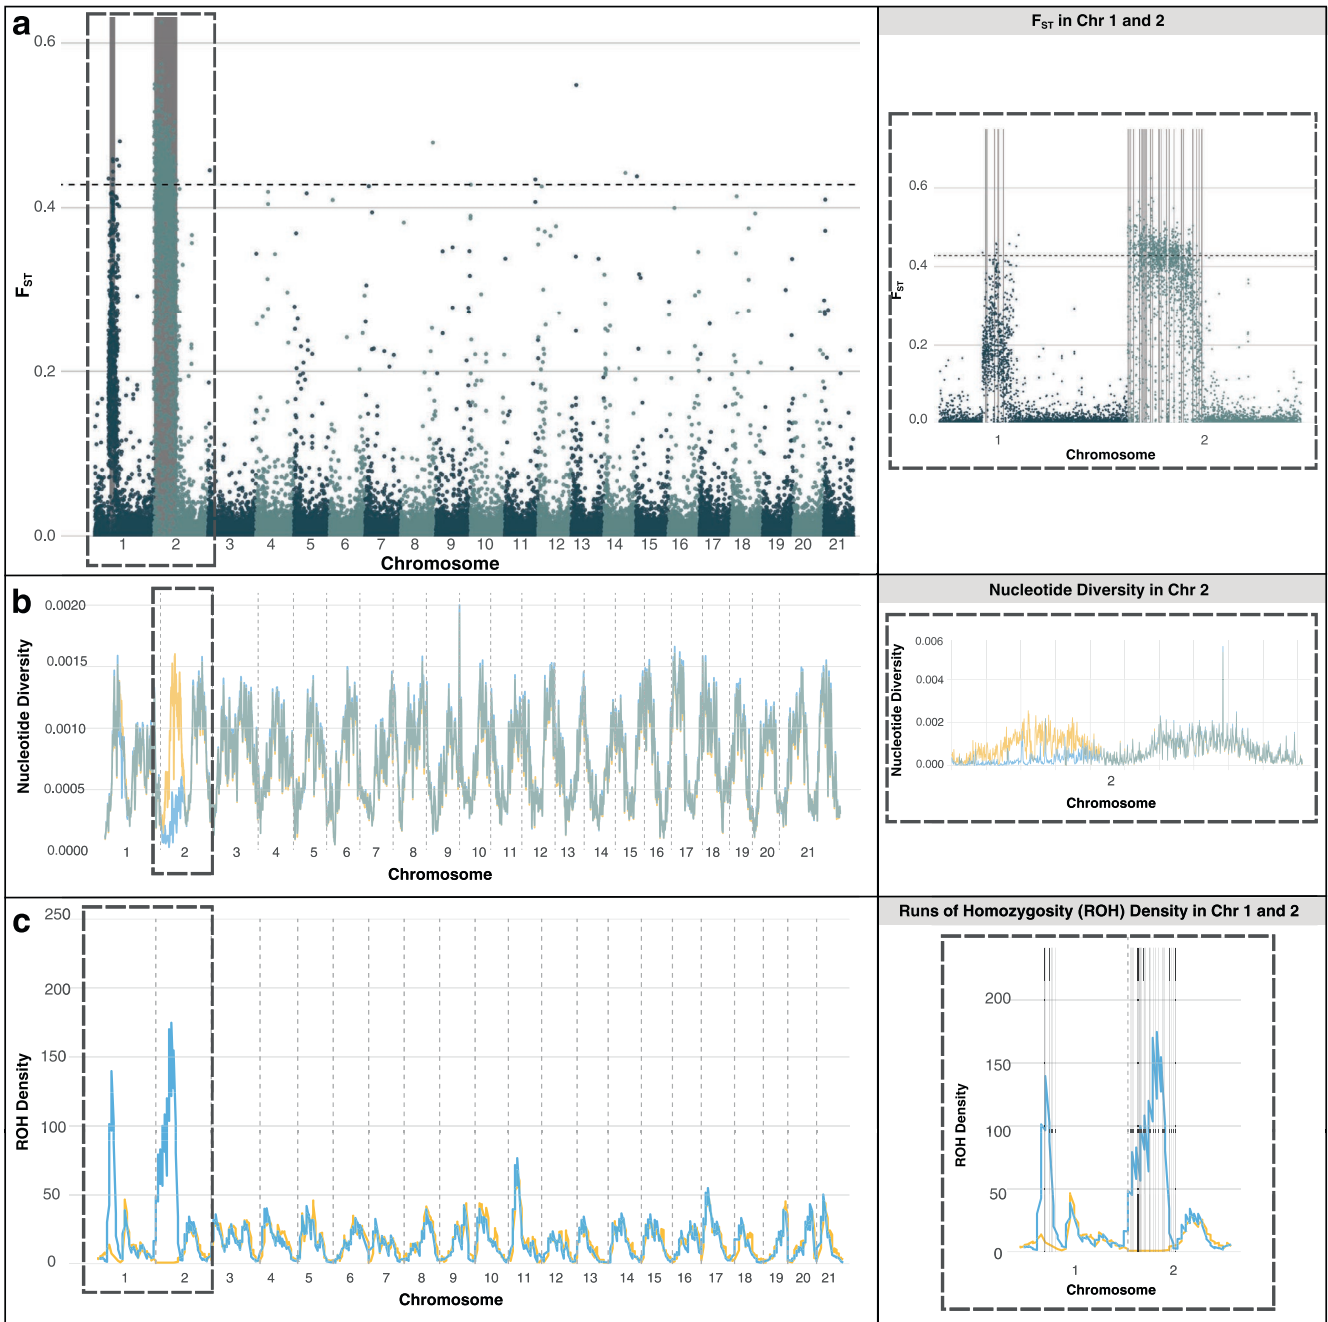 a
0.6
0.4
0.2
0.0
F_ST
1 2 3 4 5 6 7 8 9 10 11 12 13 14 15 16 17 18 19 20 21
Chromosome
F_ST in Chr 1 and 2
0.6
0.4
0.2
0.0
F_ST
1 2
Chromosome
b
0.0020
0.0015
0.0010
0.0005
0.0000
Nucleotide Diversity
1 2 3 4 5 6 7 8 9 10 11 12 13 14 15 16 17 18 19 20 21
Chromosome
Nucleotide Diversity in Chr 2
0.006
0.004
0.002
0.000
Nucleotide Diversity
2
Chromosome
c
250
200
150
100
50
0
ROH Density
1 2 3 4 5 6 7 8 9 10 11 12 13 14 15 16 17 18 19 20 21
Chromosome
Runs of Homozygosity (ROH) Density in Chr 1 and 2
200
150
100
50
0
ROH Density
1 2
Chromosome